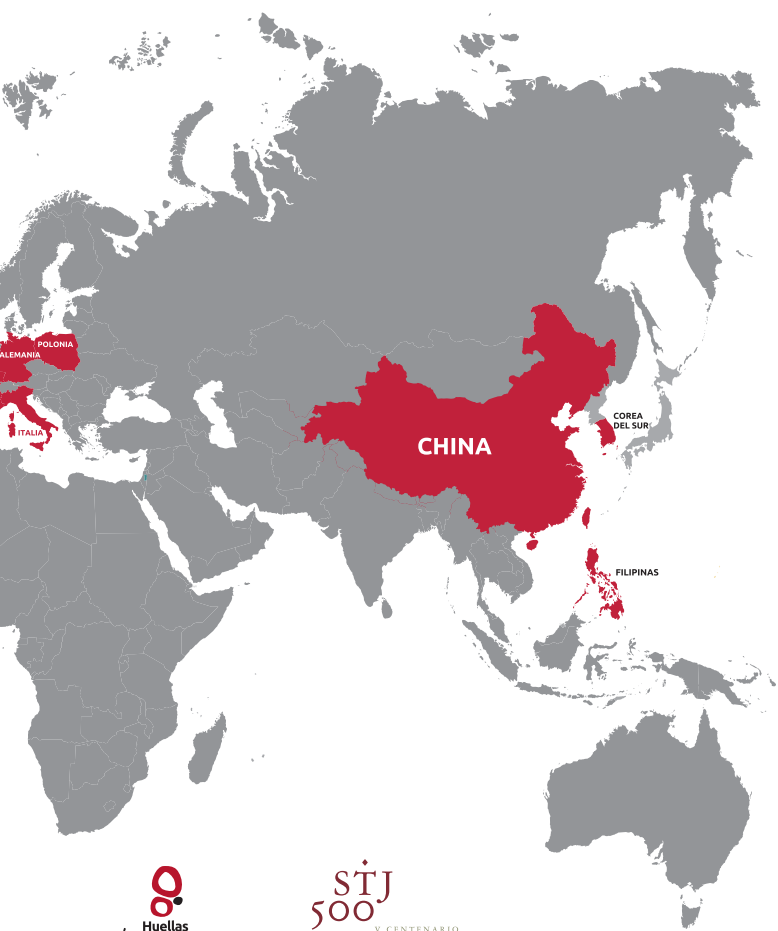 POLONIA
ALEMANIA
ITALIA
CHINA
COREA
DEL SUR
FILIPINAS
STJ
500
V CENTENARIO
Huellas